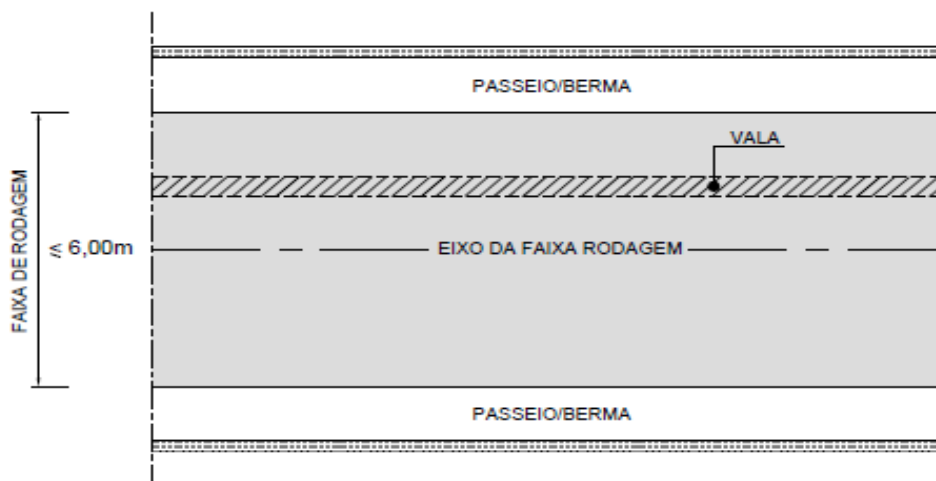 PASSEIO/BERMA
VALA
FAIXA DE RODAGEM
≤ 6,00m
EIXO DA FAIXA RODAGEM
PASSEIO/BERMA